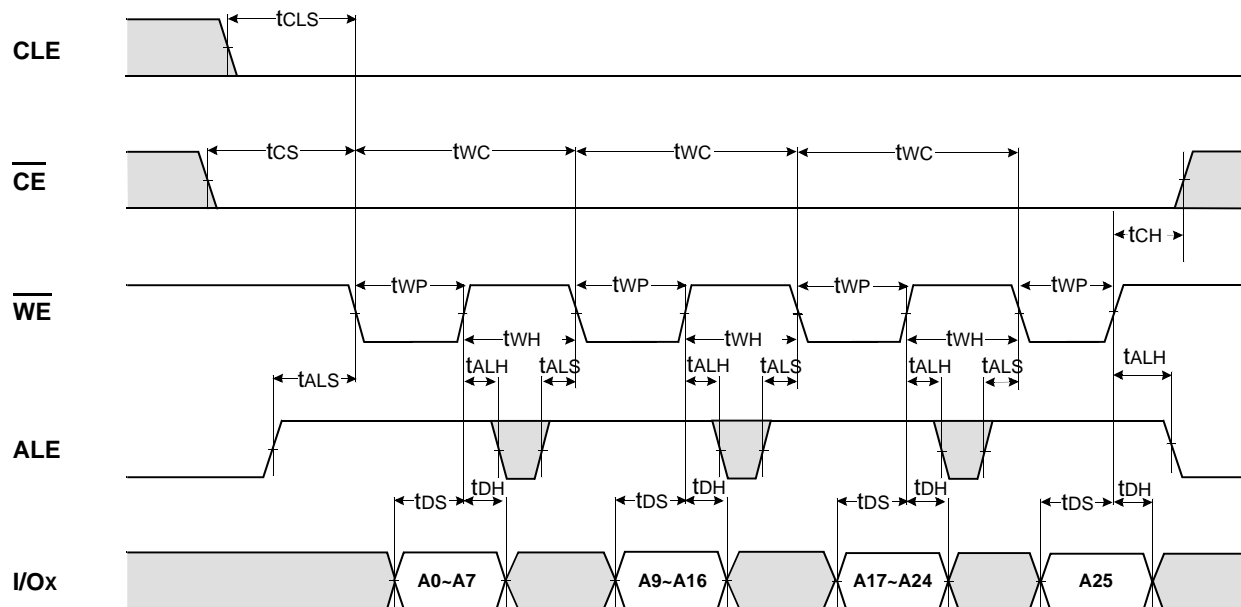 tCLS
CLE
tCS tWC tWC tWC
CE
tCH
tWP tWP tWP tWP
WE
tWH tWH tWH
tALS tALH tALS tALH tALS tALH tALS tALH
ALE
tDS tDH tDS tDH tDS tDH tDS tDH
I/Ox A0~A7 A9~A16 A17~A24 A25